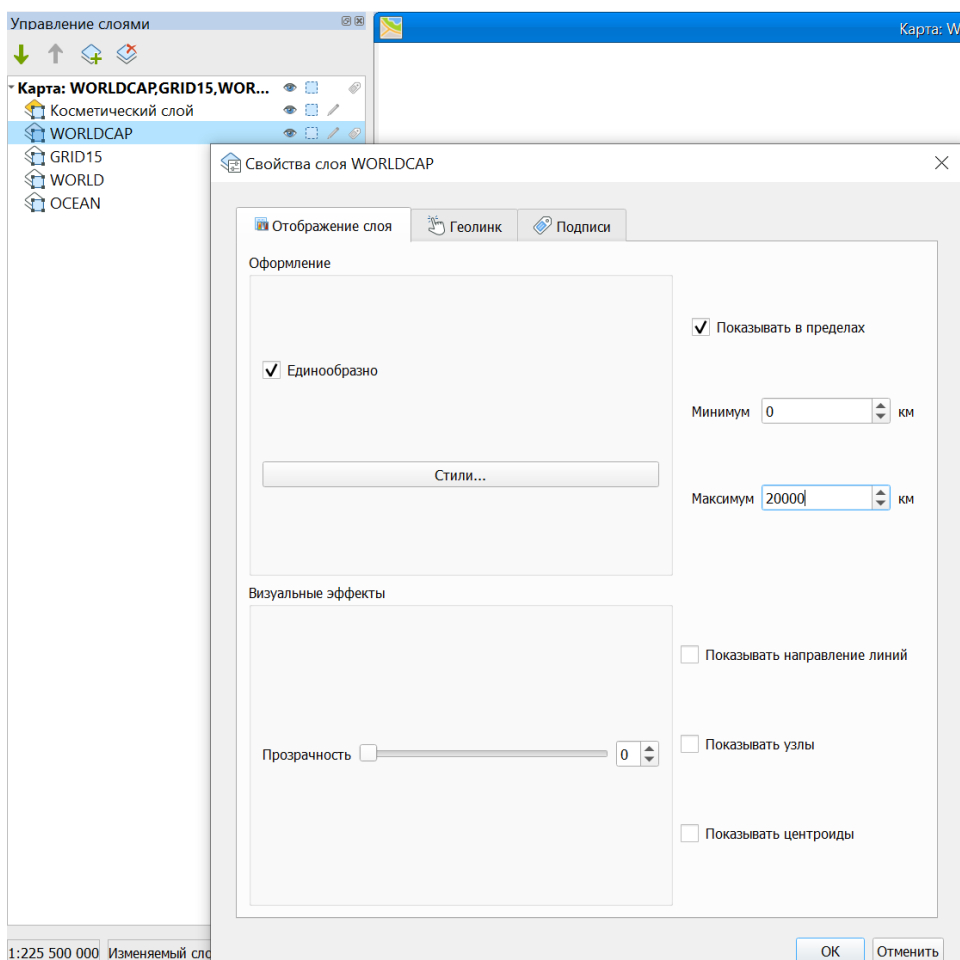 Управление слоями
Карта: W
Карта: WORLDCAP,GRID15,WOR...
Косметический слой
WORLDCAP
GRID15
WORLD
OCEAN
Свойства слоя WORLDCAP
Отображение слоя
Геолинк
Подписи
Оформление
Показывать в пределах
Единообразно
Минимум 0 км
Стили...
Максимум 20000 км
Визуальные эффекты
Показывать направление линий
Прозрачность 0
Показывать узлы
Показывать центроиды
1:225 500 000 Изменяемый сло
OK Отменить